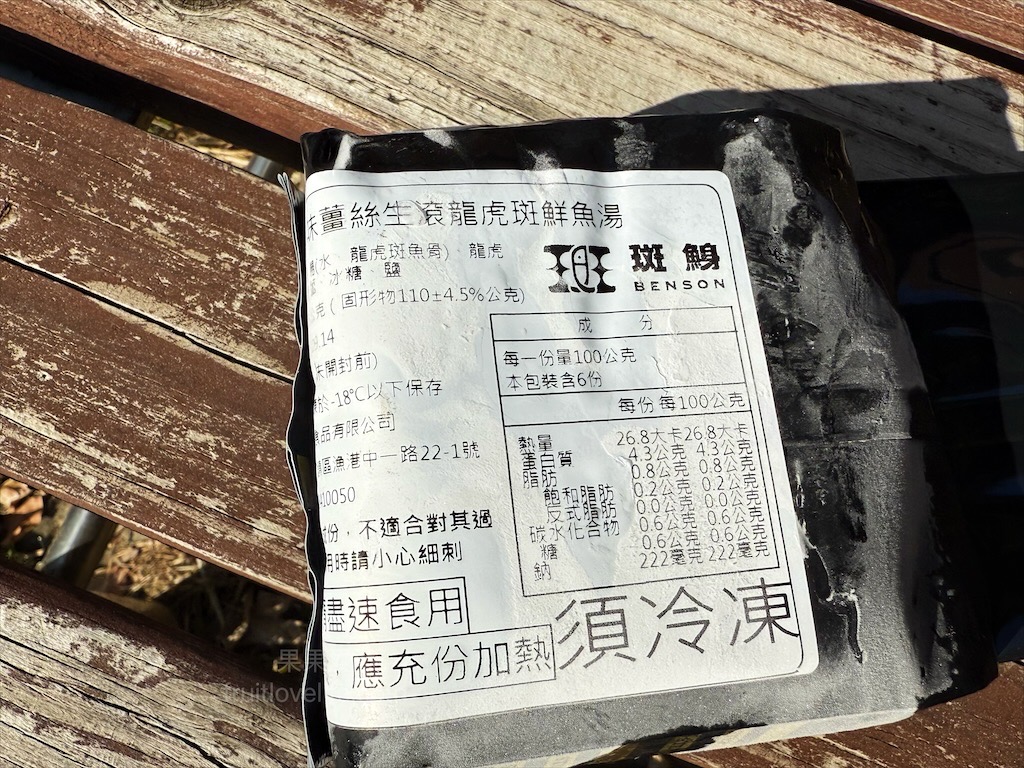 薑絲生滾龍虎斑鮮魚湯
(水、龍虎斑魚骨)、龍虎
冰糖、鹽
克(固形物110±4.5%公克)
.14
未開封前)
於-18°C以下保存
食品有限公司
區漁港中一路22-1號
10050
份，不適合對其過
用時請小心細刺
儘速食用
，應充份加熱
須冷凍
斑鯓
BENSON
成 分
每一份量100公克
本包裝含6份
每份 每100公克
熱量 26.8大卡 26.8大卡
蛋白質 4.3公克 4.3公克
脂肪 0.8公克 0.8公克
飽和脂肪 0.2公克 0.2公克
反式脂肪 0.0公克 0.0公克
碳水化合物 0.6公克 0.6公克
糖 0.6公克 0.6公克
鈉 222毫克 222毫克
果果
fruitlovel